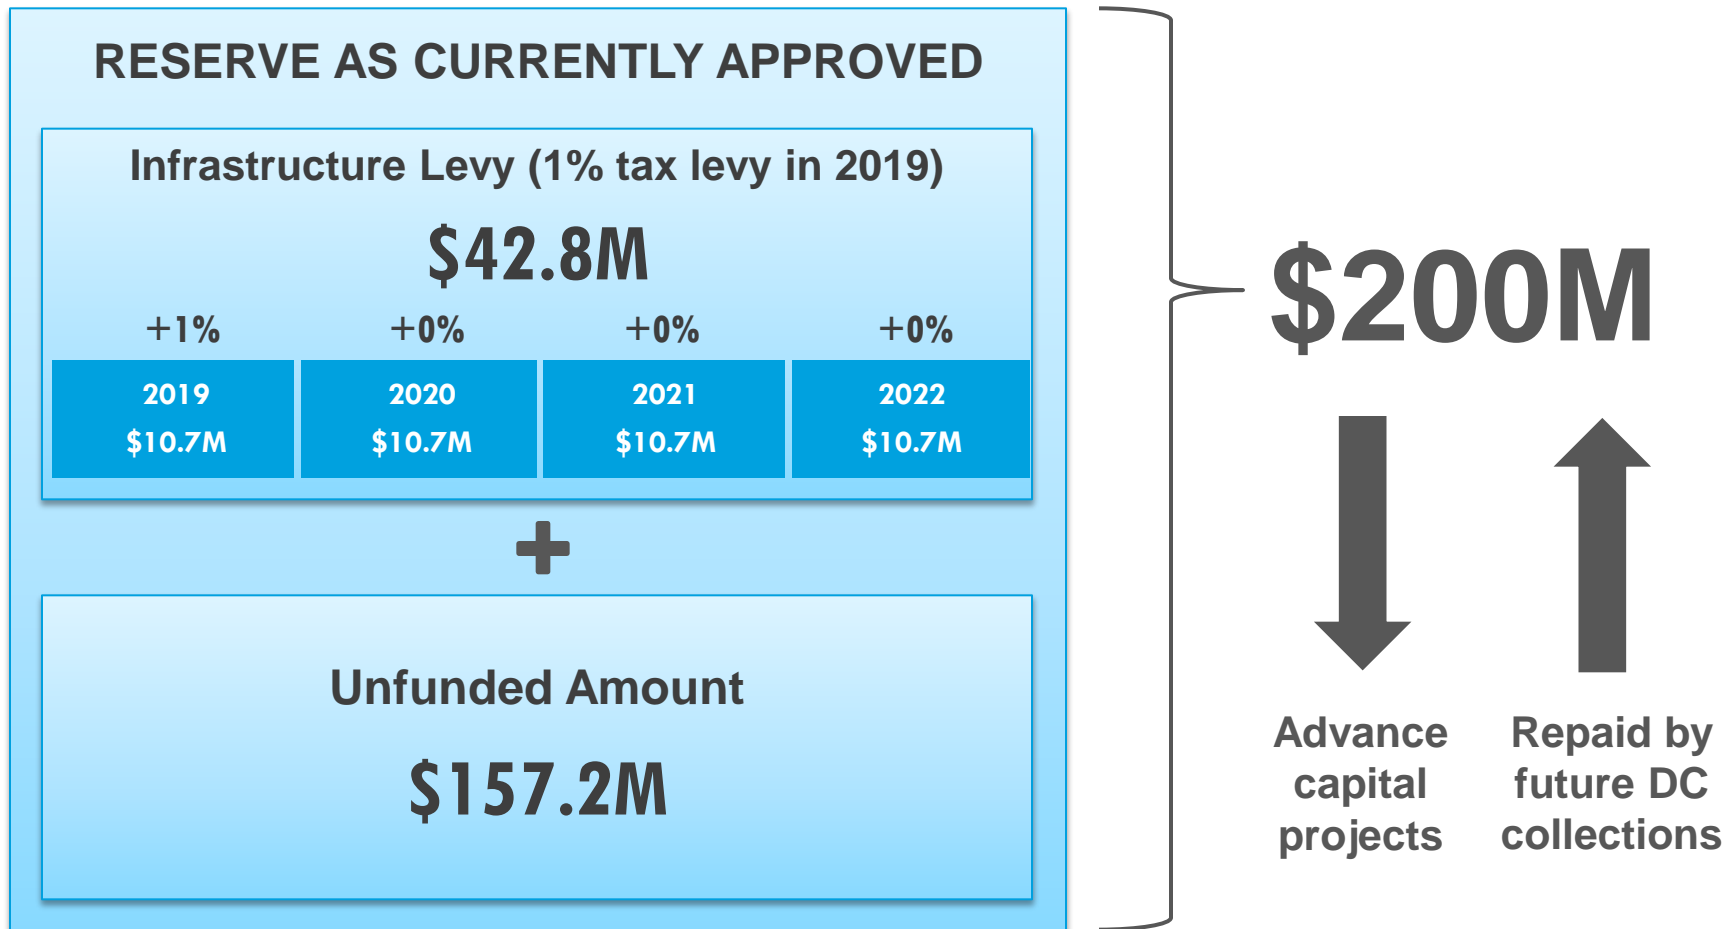 RESERVE AS CURRENTLY APPROVED
Infrastructure Levy (1% tax levy in 2019)
$42.8M
+1% +0% +0% +0%
2019 2020 2021 2022
$10.7M $10.7M $10.7M $10.7M
+
Unfunded Amount
$157.2M
$200M
Advance
capital
projects
Repaid by
future DC
collections